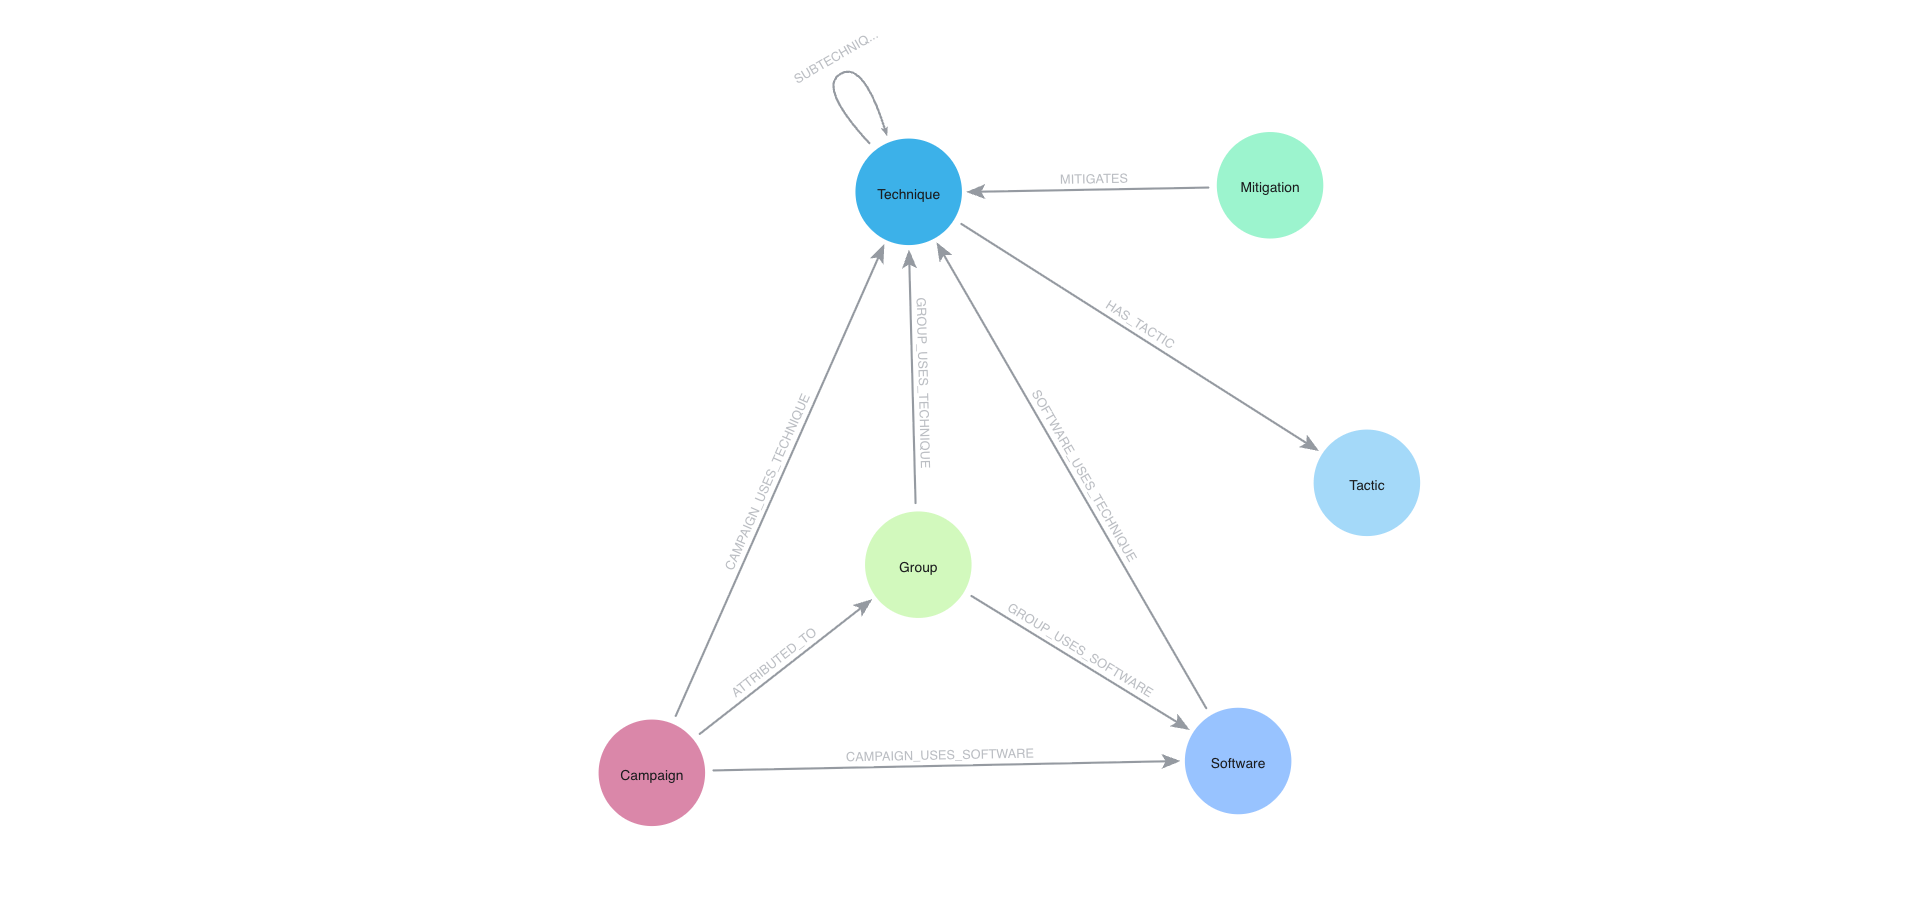 SUBTECHNIQ...
Technique
MITIGATES
Mitigation
HAS_TACTIC
GROUP_USES_TECHNIQUE
CAMPAIGN_USES_TECHNIQUE
SOFTWARE_USES_TECHNIQUE
Tactic
Group
GROUP_USES_SOFTWARE
ATTRIBUTED_TO
CAMPAIGN_USES_SOFTWARE
Campaign
Software